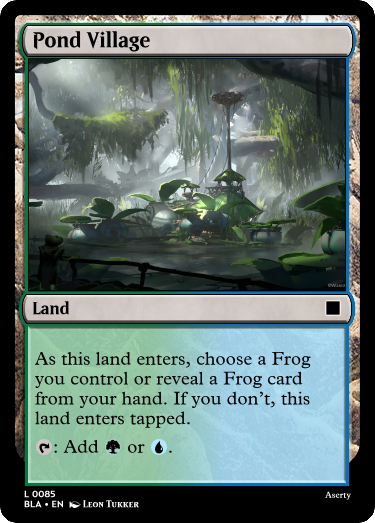 Pond Village
Land
As this land enters, choose a Frog
you control or reveal a Frog card
from your hand. If you don't, this
land enters tapped.
: Add or .
L 0085
BLA • EN Leon Tukker
Aserty